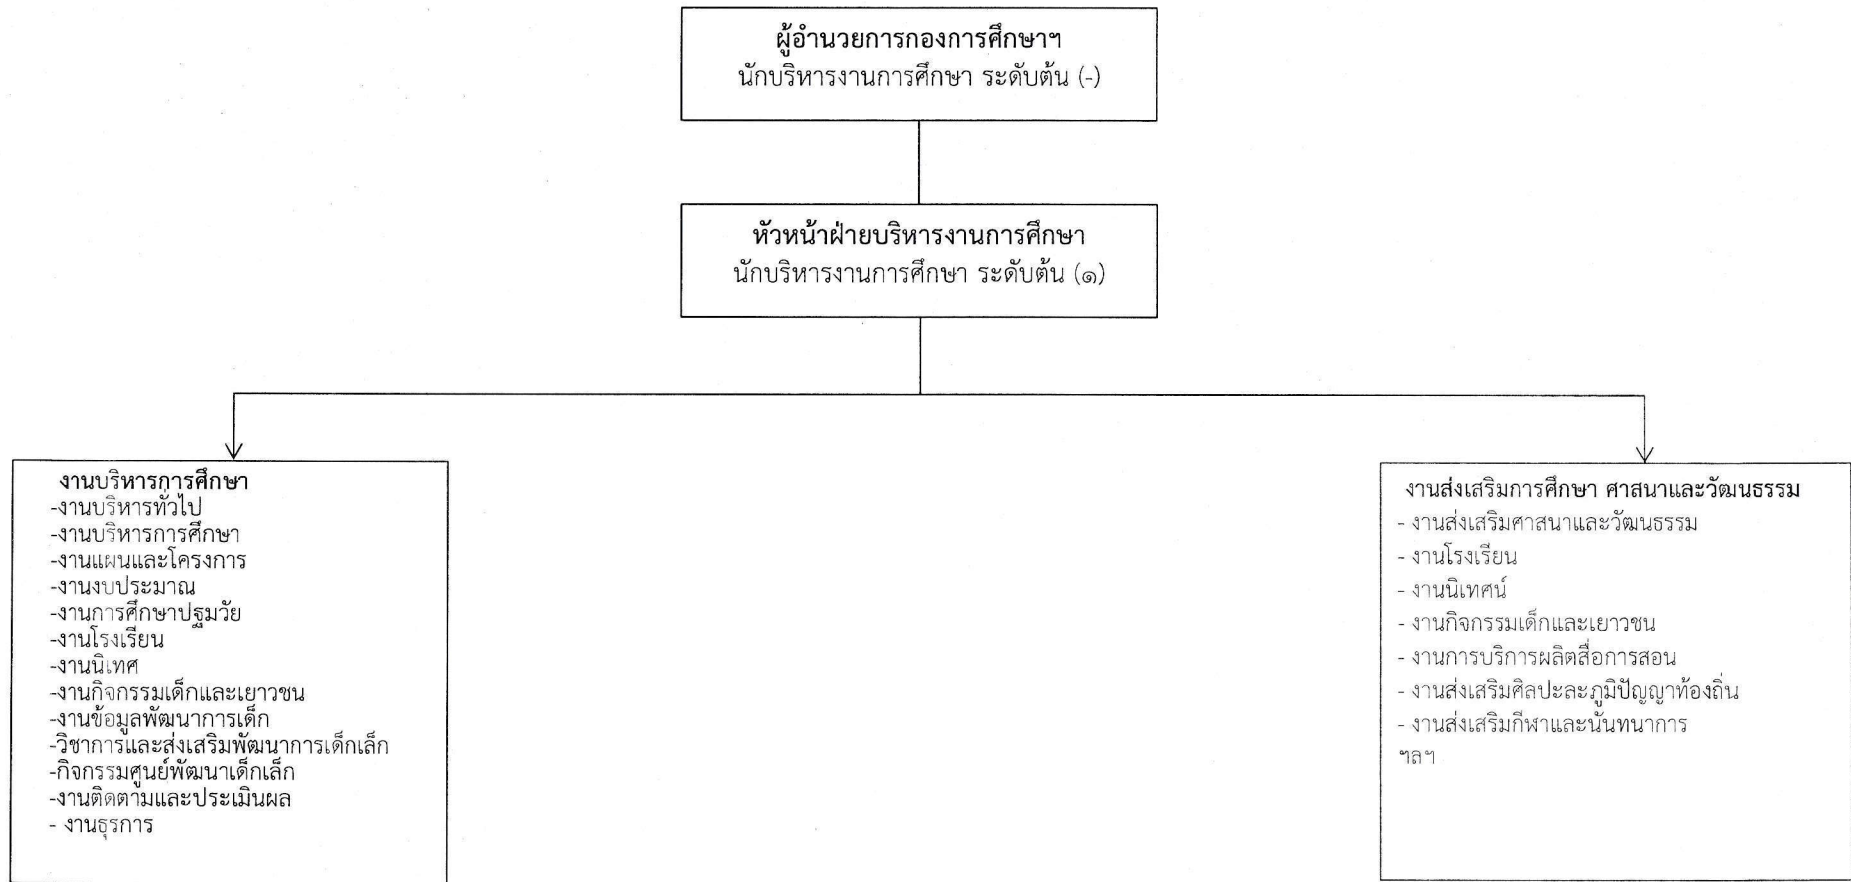 ผู้อำนวยการกองการศึกษาฯ
นักบริหารงานการศึกษา ระดับต้น (-)
หัวหน้าฝ่ายบริหารงานการศึกษา
นักบริหารงานการศึกษา ระดับต้น (๑)
งานบริหารการศึกษา
-งานบริหารทั่วไป
-งานบริหารการศึกษา
-งานแผนและโครงการ
-งานงบประมาณ
-งานการศึกษาปฐมวัย
-งานโรงเรียน
-งานนิเทศ
-งานกิจกรรมเด็กและเยาวชน
-งานข้อมูลพัฒนาการเด็ก
-วิชาการและส่งเสริมพัฒนาการเด็กเล็ก
-กิจกรรมศูนย์พัฒนาเด็กเล็ก
-งานติดตามและประเมินผล
- งานธุรการ
งานส่งเสริมการศึกษา ศาสนาและวัฒนธรรม
- งานส่งเสริมศาสนาและวัฒนธรรม
- งานโรงเรียน
- งานนิเทศน์
- งานกิจกรรมเด็กและเยาวชน
- งานการบริการผลิตสื่อการสอน
- งานส่งเสริมศิลปะละภูมิปัญญาท้องถิ่น
- งานส่งเสริมกีฬาและนันทนาการ
ฯลฯ